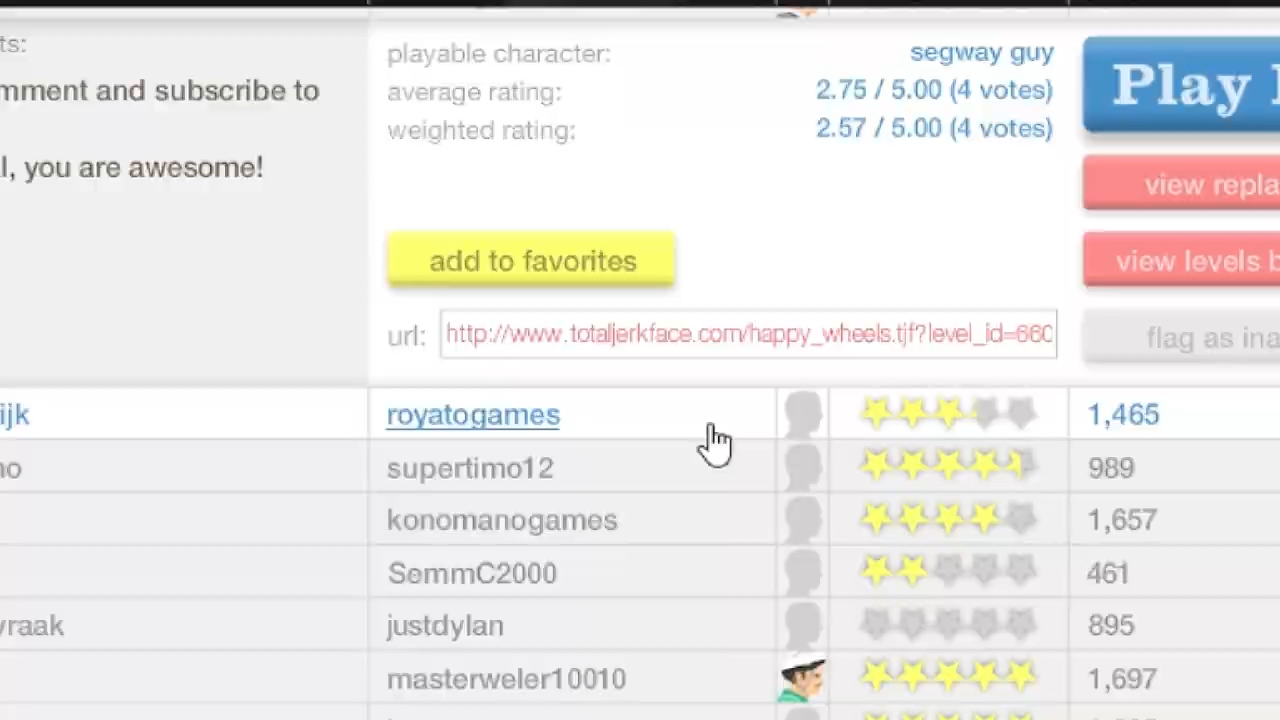 ts:
playable character: segway guy
mment and subscribe to
average rating: 2.75 / 5.00 (4 votes)
Play
weighted rating: 2.57 / 5.00 (4 votes)
l, you are awesome!
view repla
add to favorites
view levels b
url: http://www.totaljerkface.com/happy_wheels.tjf?level_id=660
flag as ina
ijk royatogames 1,465
no supertimo12 989
konomanogames 1,657
SemmC2000 461
vraak justdylan 895
masterweler10010 1,697